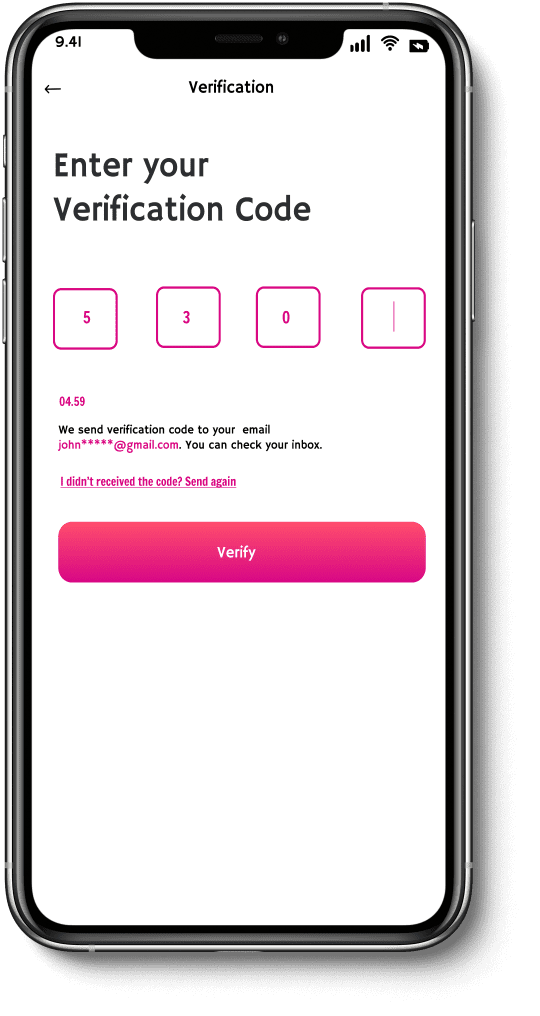 9.41
Verification
Enter your
Verification Code
5 3 0
04.59
We send verification code to your email
john*****@gmail.com. You can check your inbox.
I didn't received the code? Send again
Verify